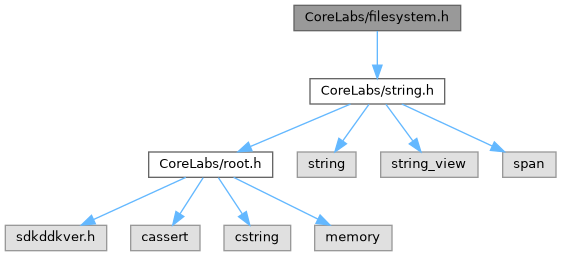 CoreLabs/filesystem.h
CoreLabs/string.h
CoreLabs/root.h
string
string_view
span
sdkddkver.h
cassert
cstring
memory